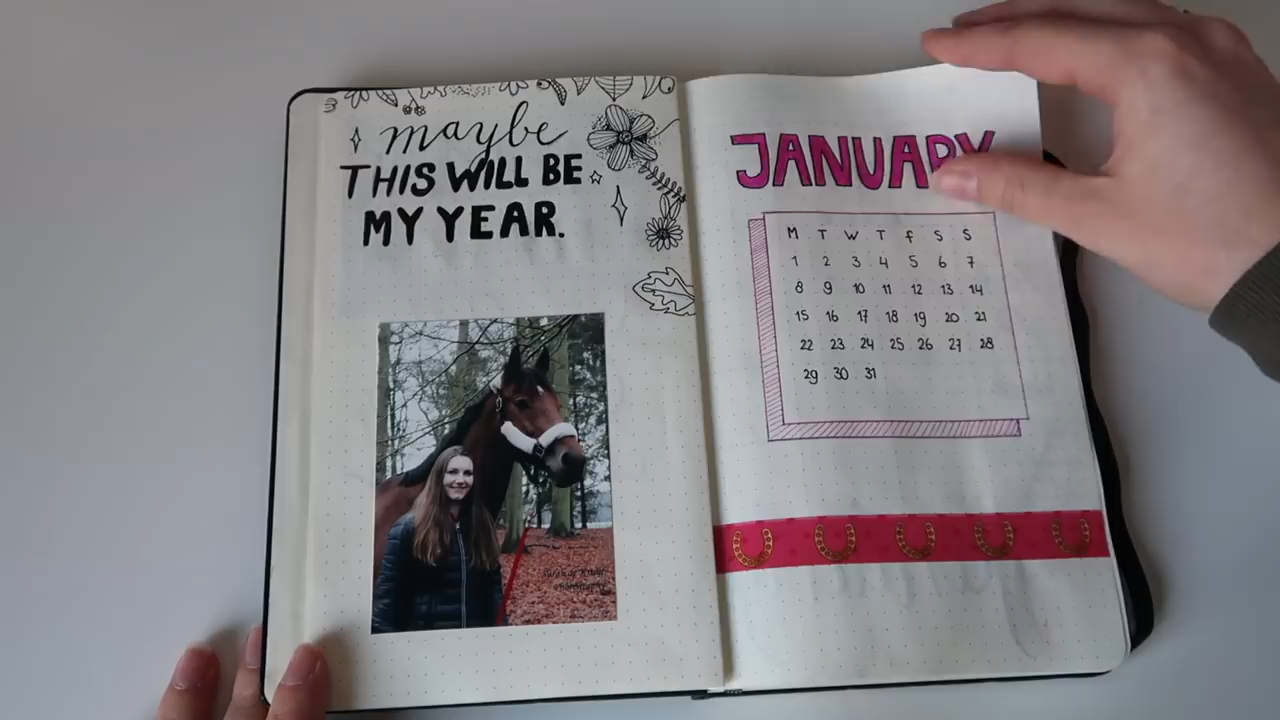 maybe
THIS WILL BE
MY YEAR.
JANUARY
M T W T F S S
1 2 3 4 5 6 7
8 9 10 11 12 13 14
15 16 17 18 19 20 21
22 23 24 25 26 27 28
29 30 31